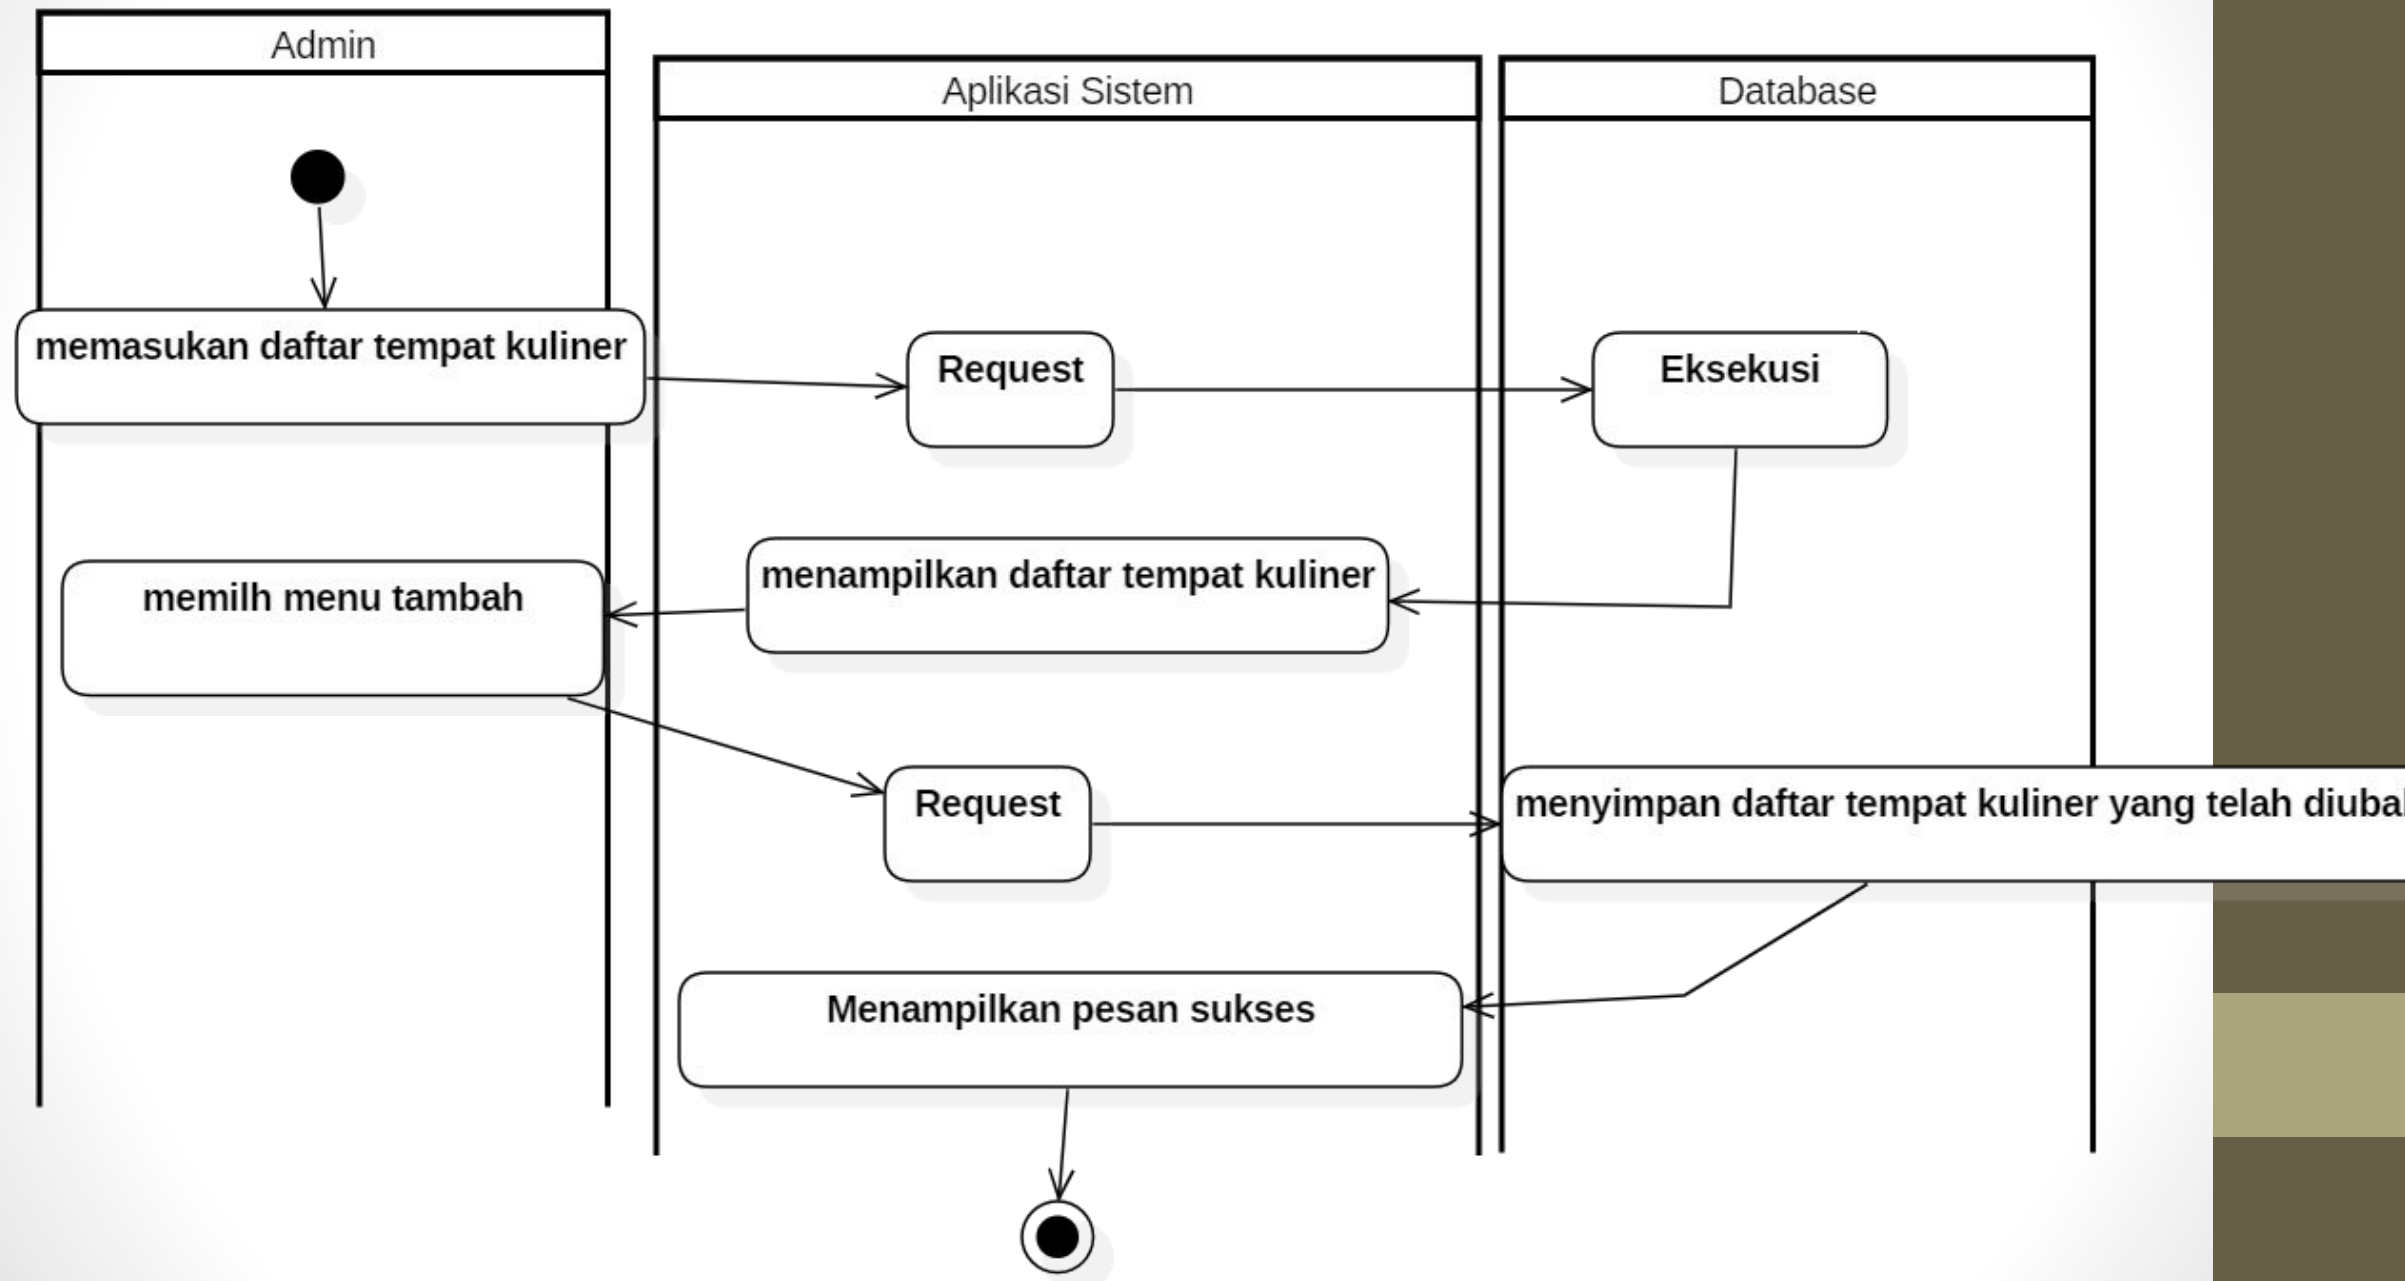 Admin
Aplikasi Sistem
Database
memasukan daftar tempat kuliner
Request
Eksekusi
menampilkan daftar tempat kuliner
memilh menu tambah
Request
menyimpan daftar tempat kuliner yang telah
Menampilkan pesan sukses